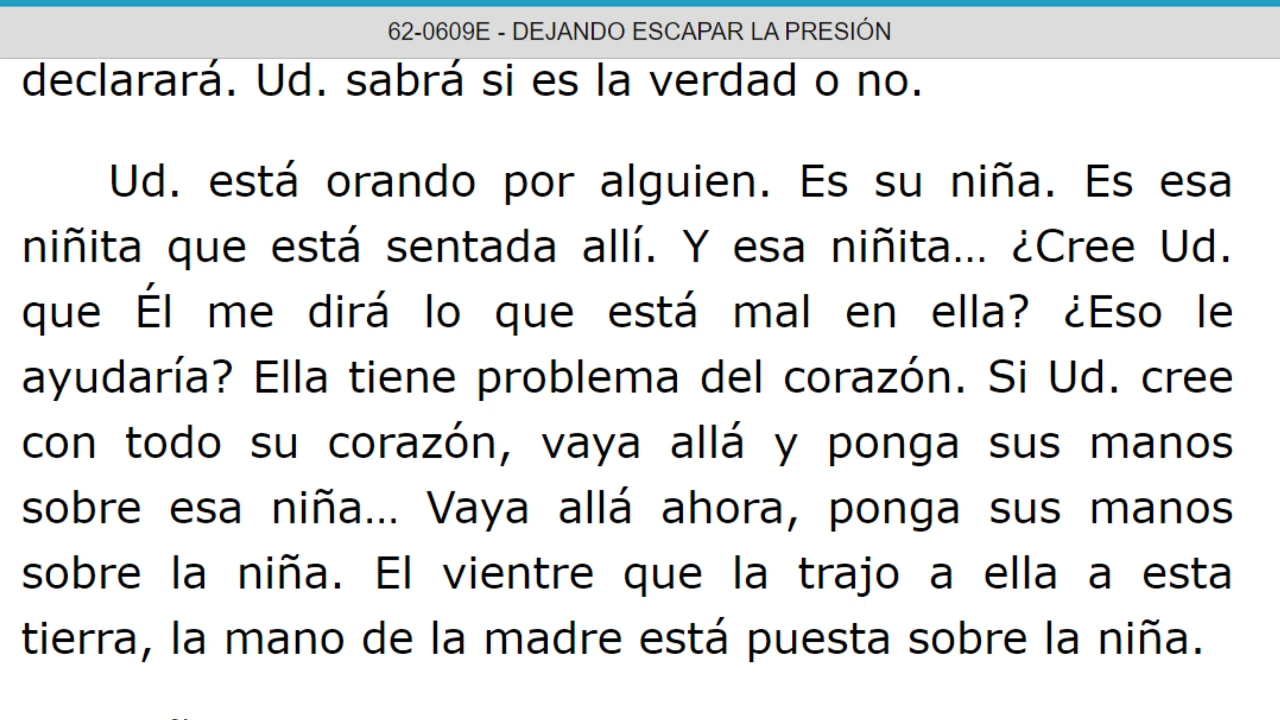 62-0609E - DEJANDO ESCAPAR LA PRESIÓN
declarará. Ud. sabrá si es la verdad o no.
Ud. está orando por alguien. Es su niña. Es esa
niñita que está sentada allí. Y esa niñita... ¿Cree Ud.
que Él me dirá lo que está mal en ella? ¿Eso le
ayudaría? Ella tiene problema del corazón. Si Ud. cree
con todo su corazón, vaya allá y ponga sus manos
sobre esa niña... Vaya allá ahora, ponga sus manos
sobre la niña. El vientre que la trajo a ella a esta
tierra, la mano de la madre está puesta sobre la niña.